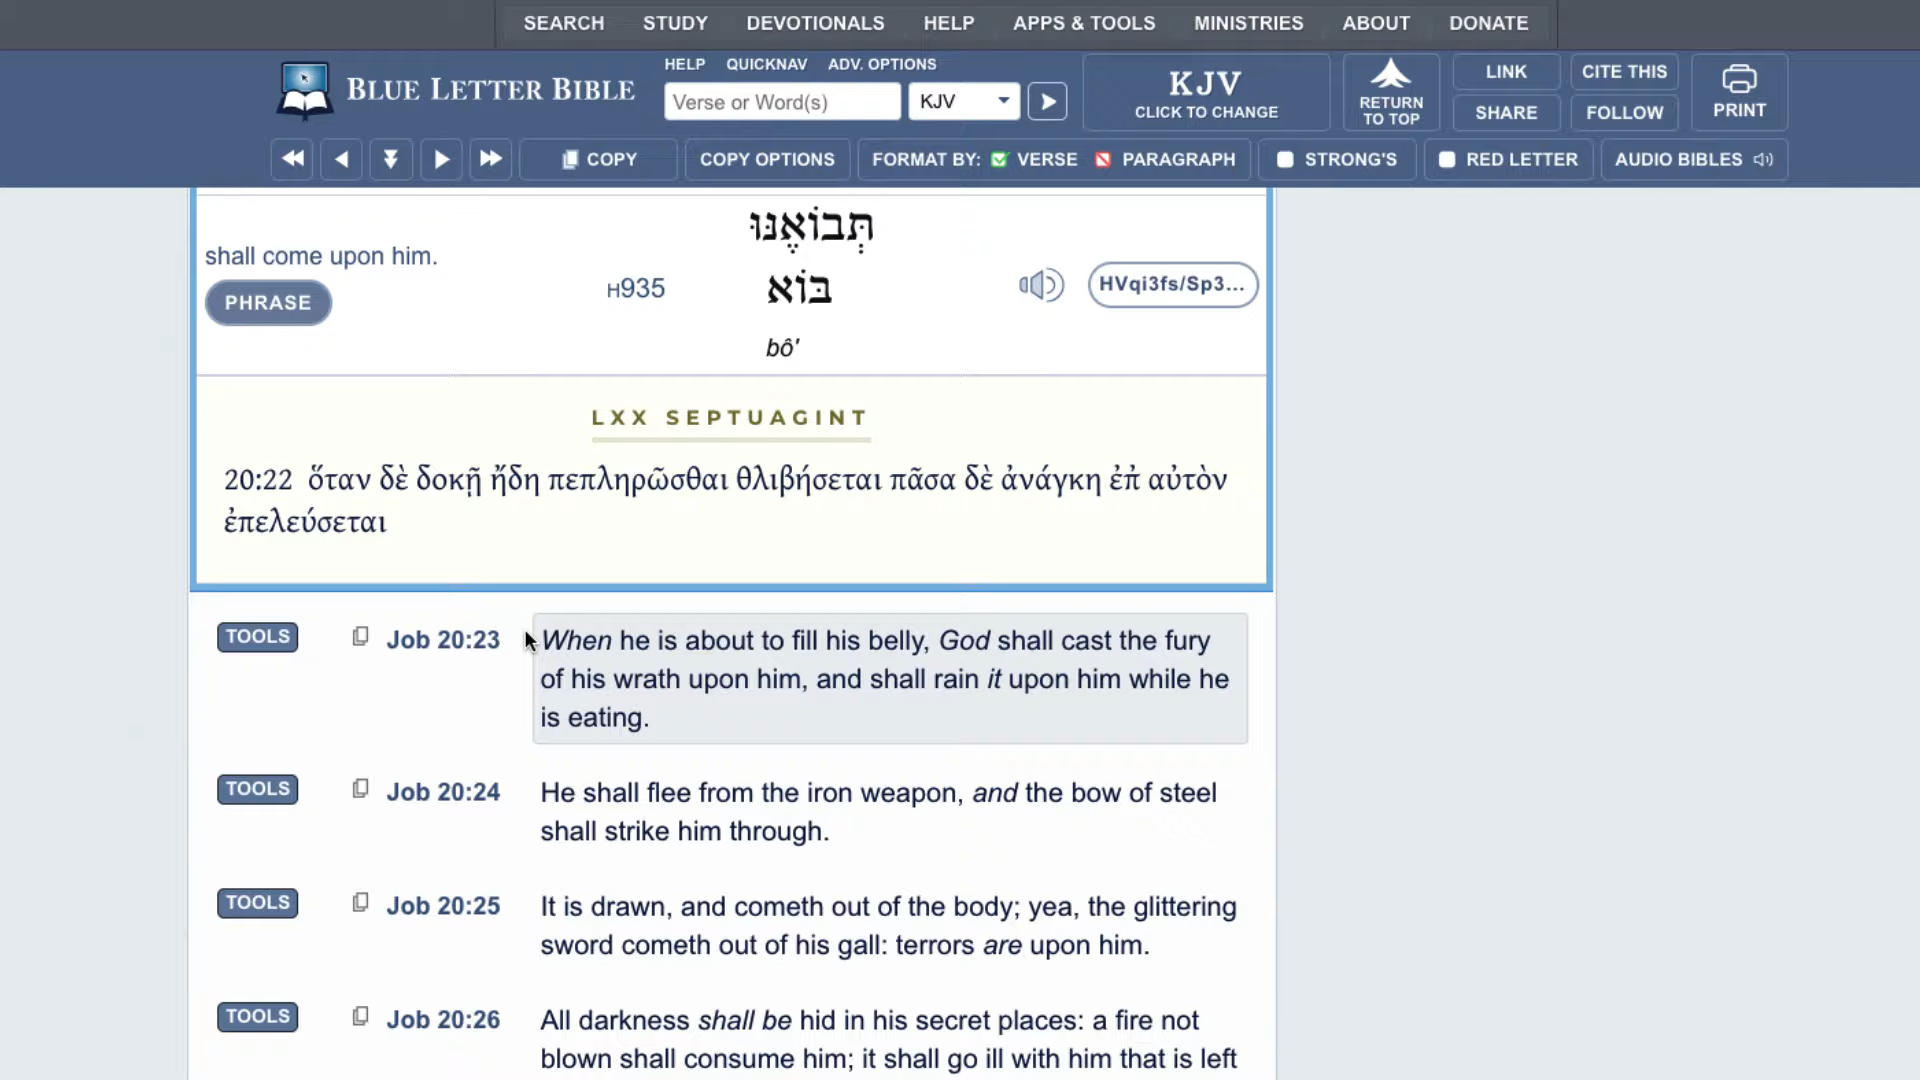 SEARCH STUDY DEVOTIONALS HELP APPS & TOOLS MINISTRIES ABOUT DONATE
BLUE LETTER BIBLE
HELP QUICKNAV ADV. OPTIONS
Verse or Word(s)
KJV
KJV
CLICK TO CHANGE
RETURN
TO TOP
LINK
CITE THIS
SHARE
FOLLOW
PRINT
COPY
COPY OPTIONS
FORMAT BY: VERSE PARAGRAPH
STRONG'S
RED LETTER
AUDIO BIBLES
shall come upon him.
PHRASE
H935
תְּבוֹאֶנּוּ
בּוֹא
bô'
HVqi3fs/Sp3...
LXX SEPTUAGINT
20:22 ὅταν δὲ δοκῇ ἤδη πεπληρῶσθαι θλιβήσεται πᾶσα δὲ ἀνάγκη ἐπ̓ αὐτὸν
ἐπελεύσεται
TOOLS Job 20:23 When he is about to fill his belly, God shall cast the fury
of his wrath upon him, and shall rain it upon him while he
is eating.
TOOLS Job 20:24 He shall flee from the iron weapon, and the bow of steel
shall strike him through.
TOOLS Job 20:25 It is drawn, and cometh out of the body; yea, the glittering
sword cometh out of his gall: terrors are upon him.
TOOLS Job 20:26 All darkness shall be hid in his secret places: a fire not
blown shall consume him; it shall go ill with him that is left